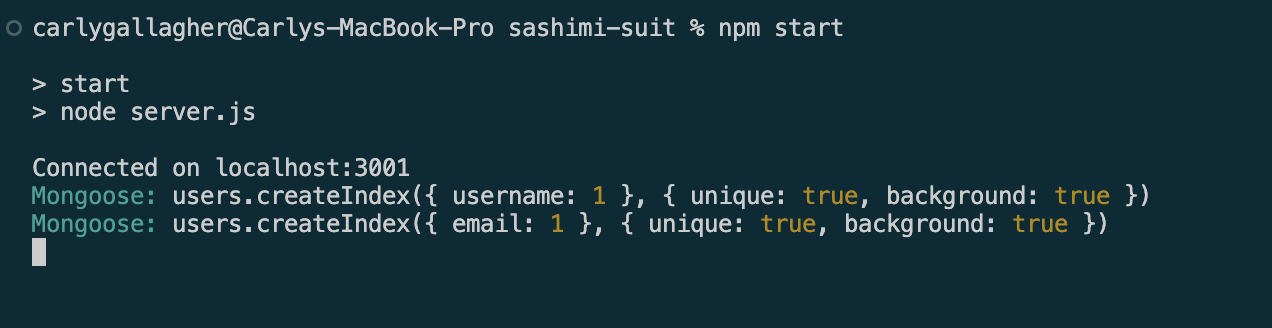 carlygallagher@Carlys-MacBook-Pro sashimi-suit % npm start
> start
> node server.js
Connected on localhost:3001
Mongoose: users.createIndex({ username: 1 }, { unique: true, background: true })
Mongoose: users.createIndex({ email: 1 }, { unique: true, background: true })